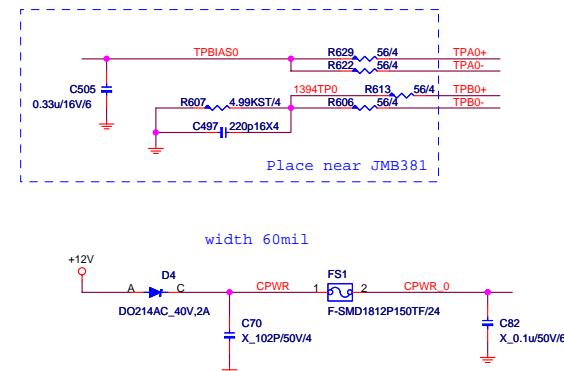 TPBIAS0 R629 56/4 TPA0+
R622 56/4 TPA0-
C505 1394TP0 R613 56/4 TPB0+
0.33u/16V/6 R607 4.99KST/4 R606 56/4 TPB0-
C497 220p16X4
Place near JMB381
width 60mil
+12V
D4 FS1
A C CPWR 1 2 CPWR_0
DO214AC_40V,2A F-SMD1812P150TF/24
C70 C82
X_102P/50V/4 X_0.1u/50V/6